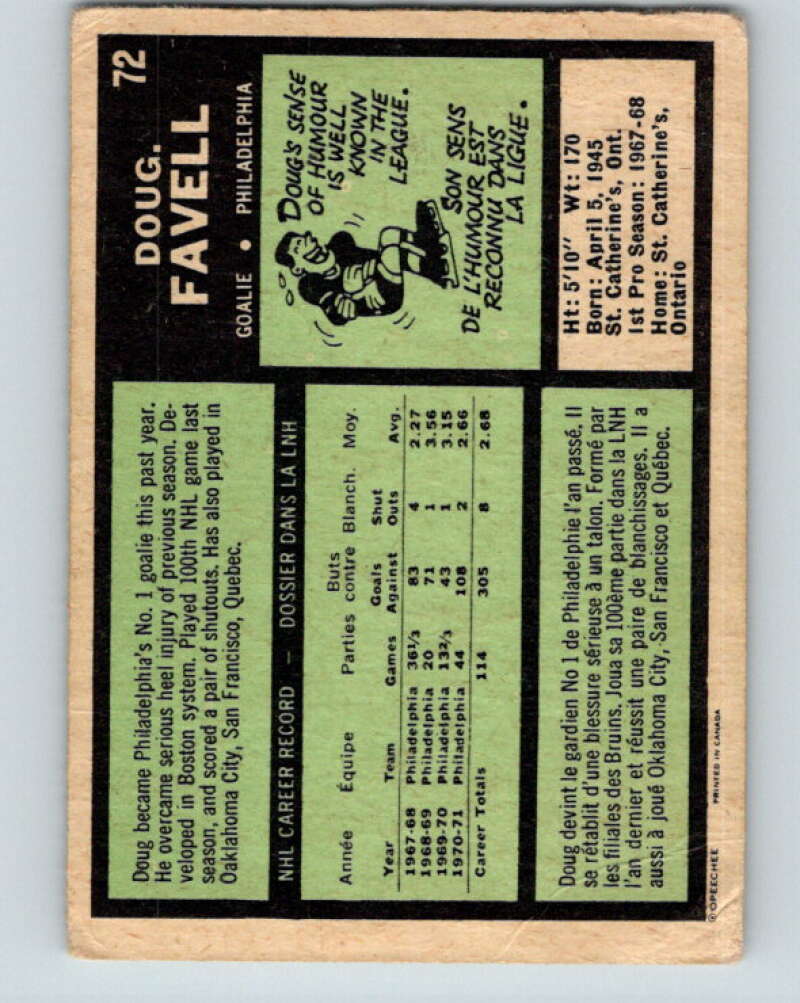 72
DOUG.
FAVELL
GOALIE • PHILADELPHIA
DOUG'S SENSE
OF HUMOUR
IS WELL
KNOWN
IN THE
LEAGUE.
SON SENS
DE L'HUMOUR EST
RECONNU DANS
LA LIGUE.
Ht: 5'10" Wt: 170
Born: April 5, 1945
St. Catherine's, Ont.
1st Pro Season: 1967-68
Home: St. Catherine's,
Ontario
Doug became Philadelphia's No. 1 goalie this past year.
He overcame serious heel injury of previous season. De-
veloped in Boston system. Played 100th NHL game last
season, and scored a pair of shutouts. Has also played in
Oaklahoma City, San Francisco, Quebec.
NHL CAREER RECORD — DOSSIER DANS LA LNH
Année Équipe Parties Buts contre Blanch. Moy.
Year Team Games Goals Against Shut Outs Avg.
1967-68 Philadelphia 36 1/3 83 4 2.27
1968-69 Philadelphia 20 71 1 3.56
1969-70 Philadelphia 13 2/3 43 1 3.15
1970-71 Philadelphia 44 108 2 2.66
Career Totals 114 305 8 2.68
Doug devint le gardien No 1 de Philadelphie l'an passé. Il
se rétablit d'une blessure sérieuse à un talon. Formé par
les filiales des Bruins. Joua sa 100ème partie dans la LNH
l'an dernier et réussit une paire de blanchissages. Il a
aussi à joué Oklahoma City, San Francisco et Québec.
© OPEECHEE PRINTED IN CANADA